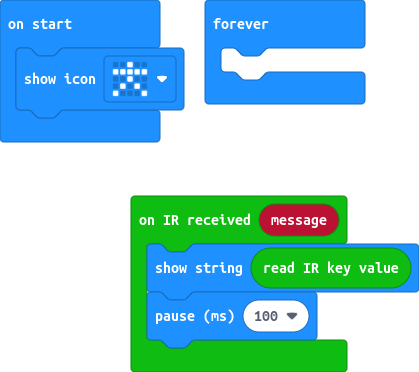 on start
show icon
forever
on IR received message
show string read IR key value
pause (ms) 100